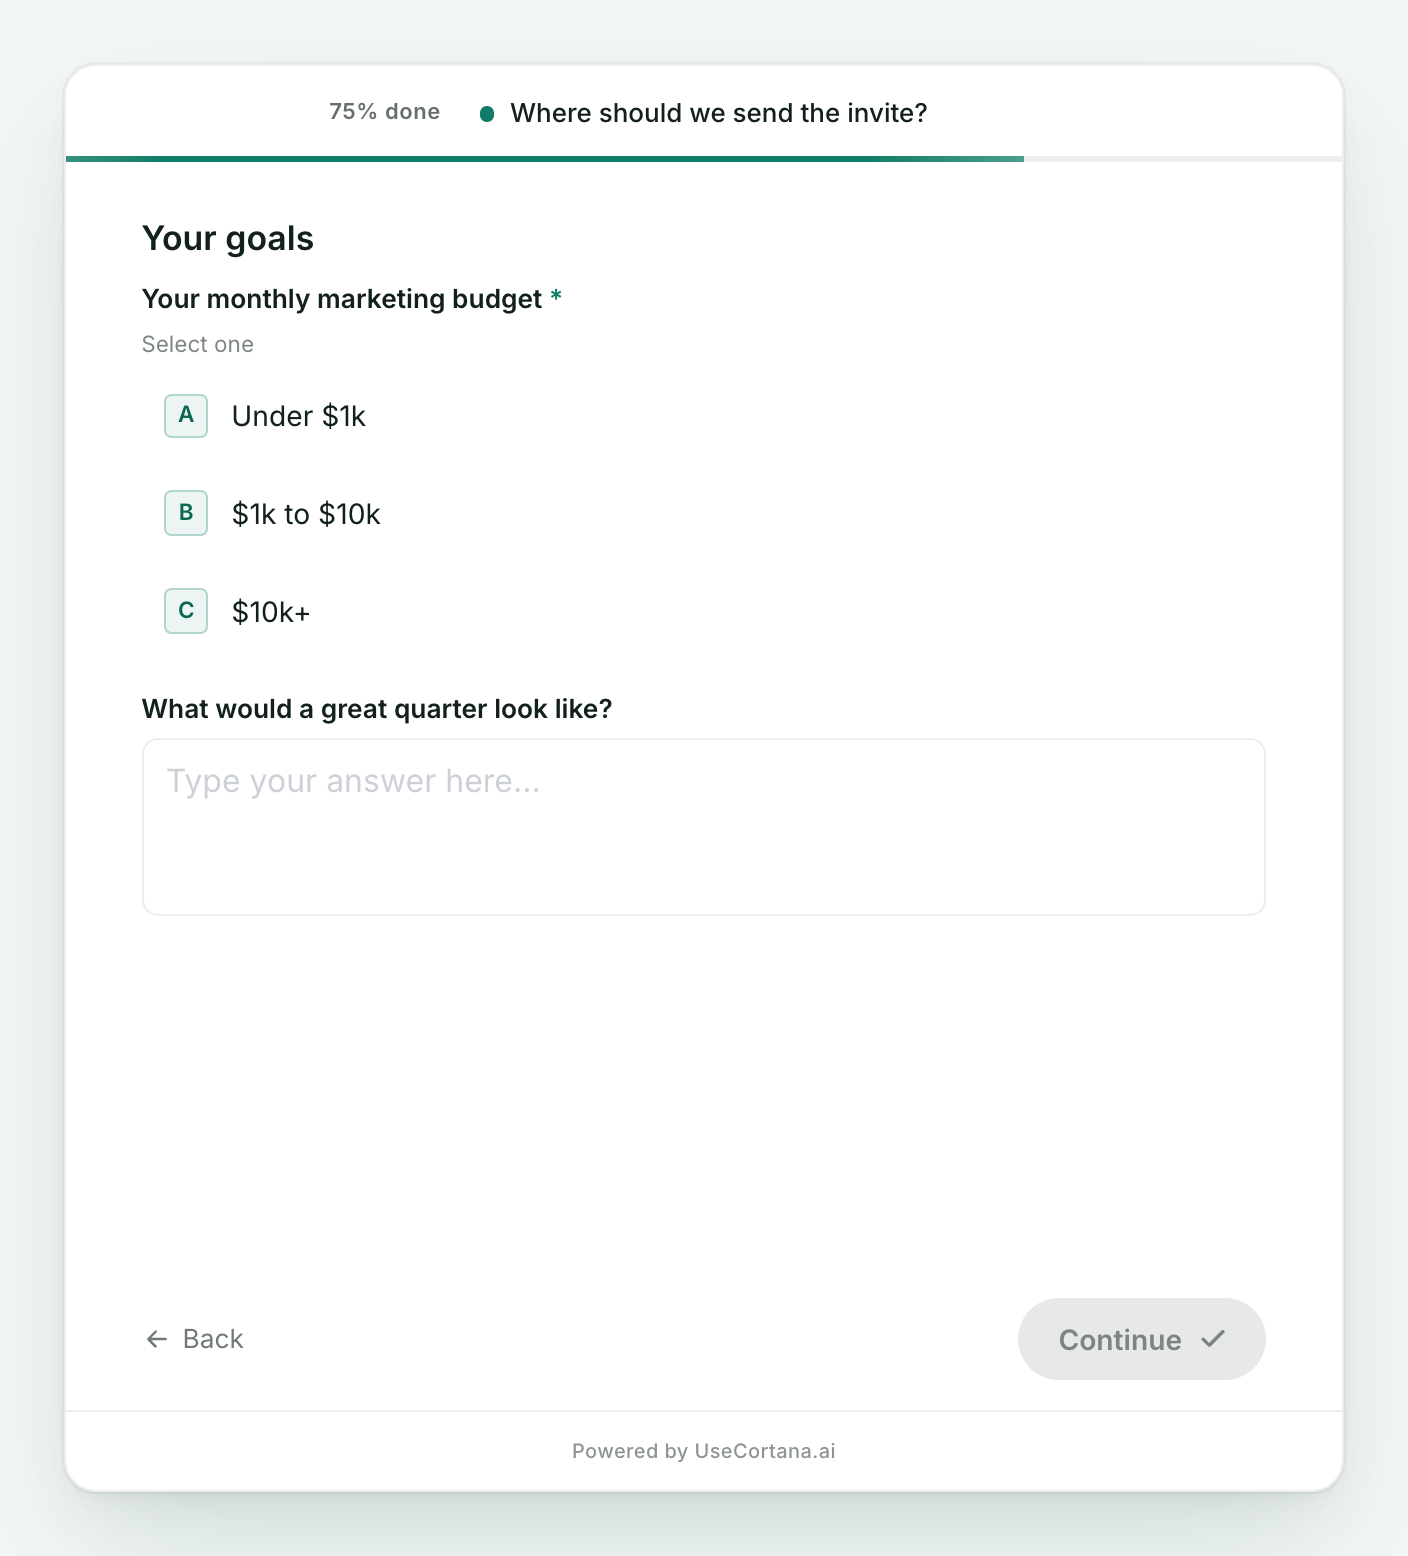 75% done
Where should we send the invite?
Your goals
Your monthly marketing budget *
Select one
A Under $1k
B $1k to $10k
C $10k+
What would a great quarter look like?
Type your answer here...
Back
Continue
Powered by UseCortana.ai